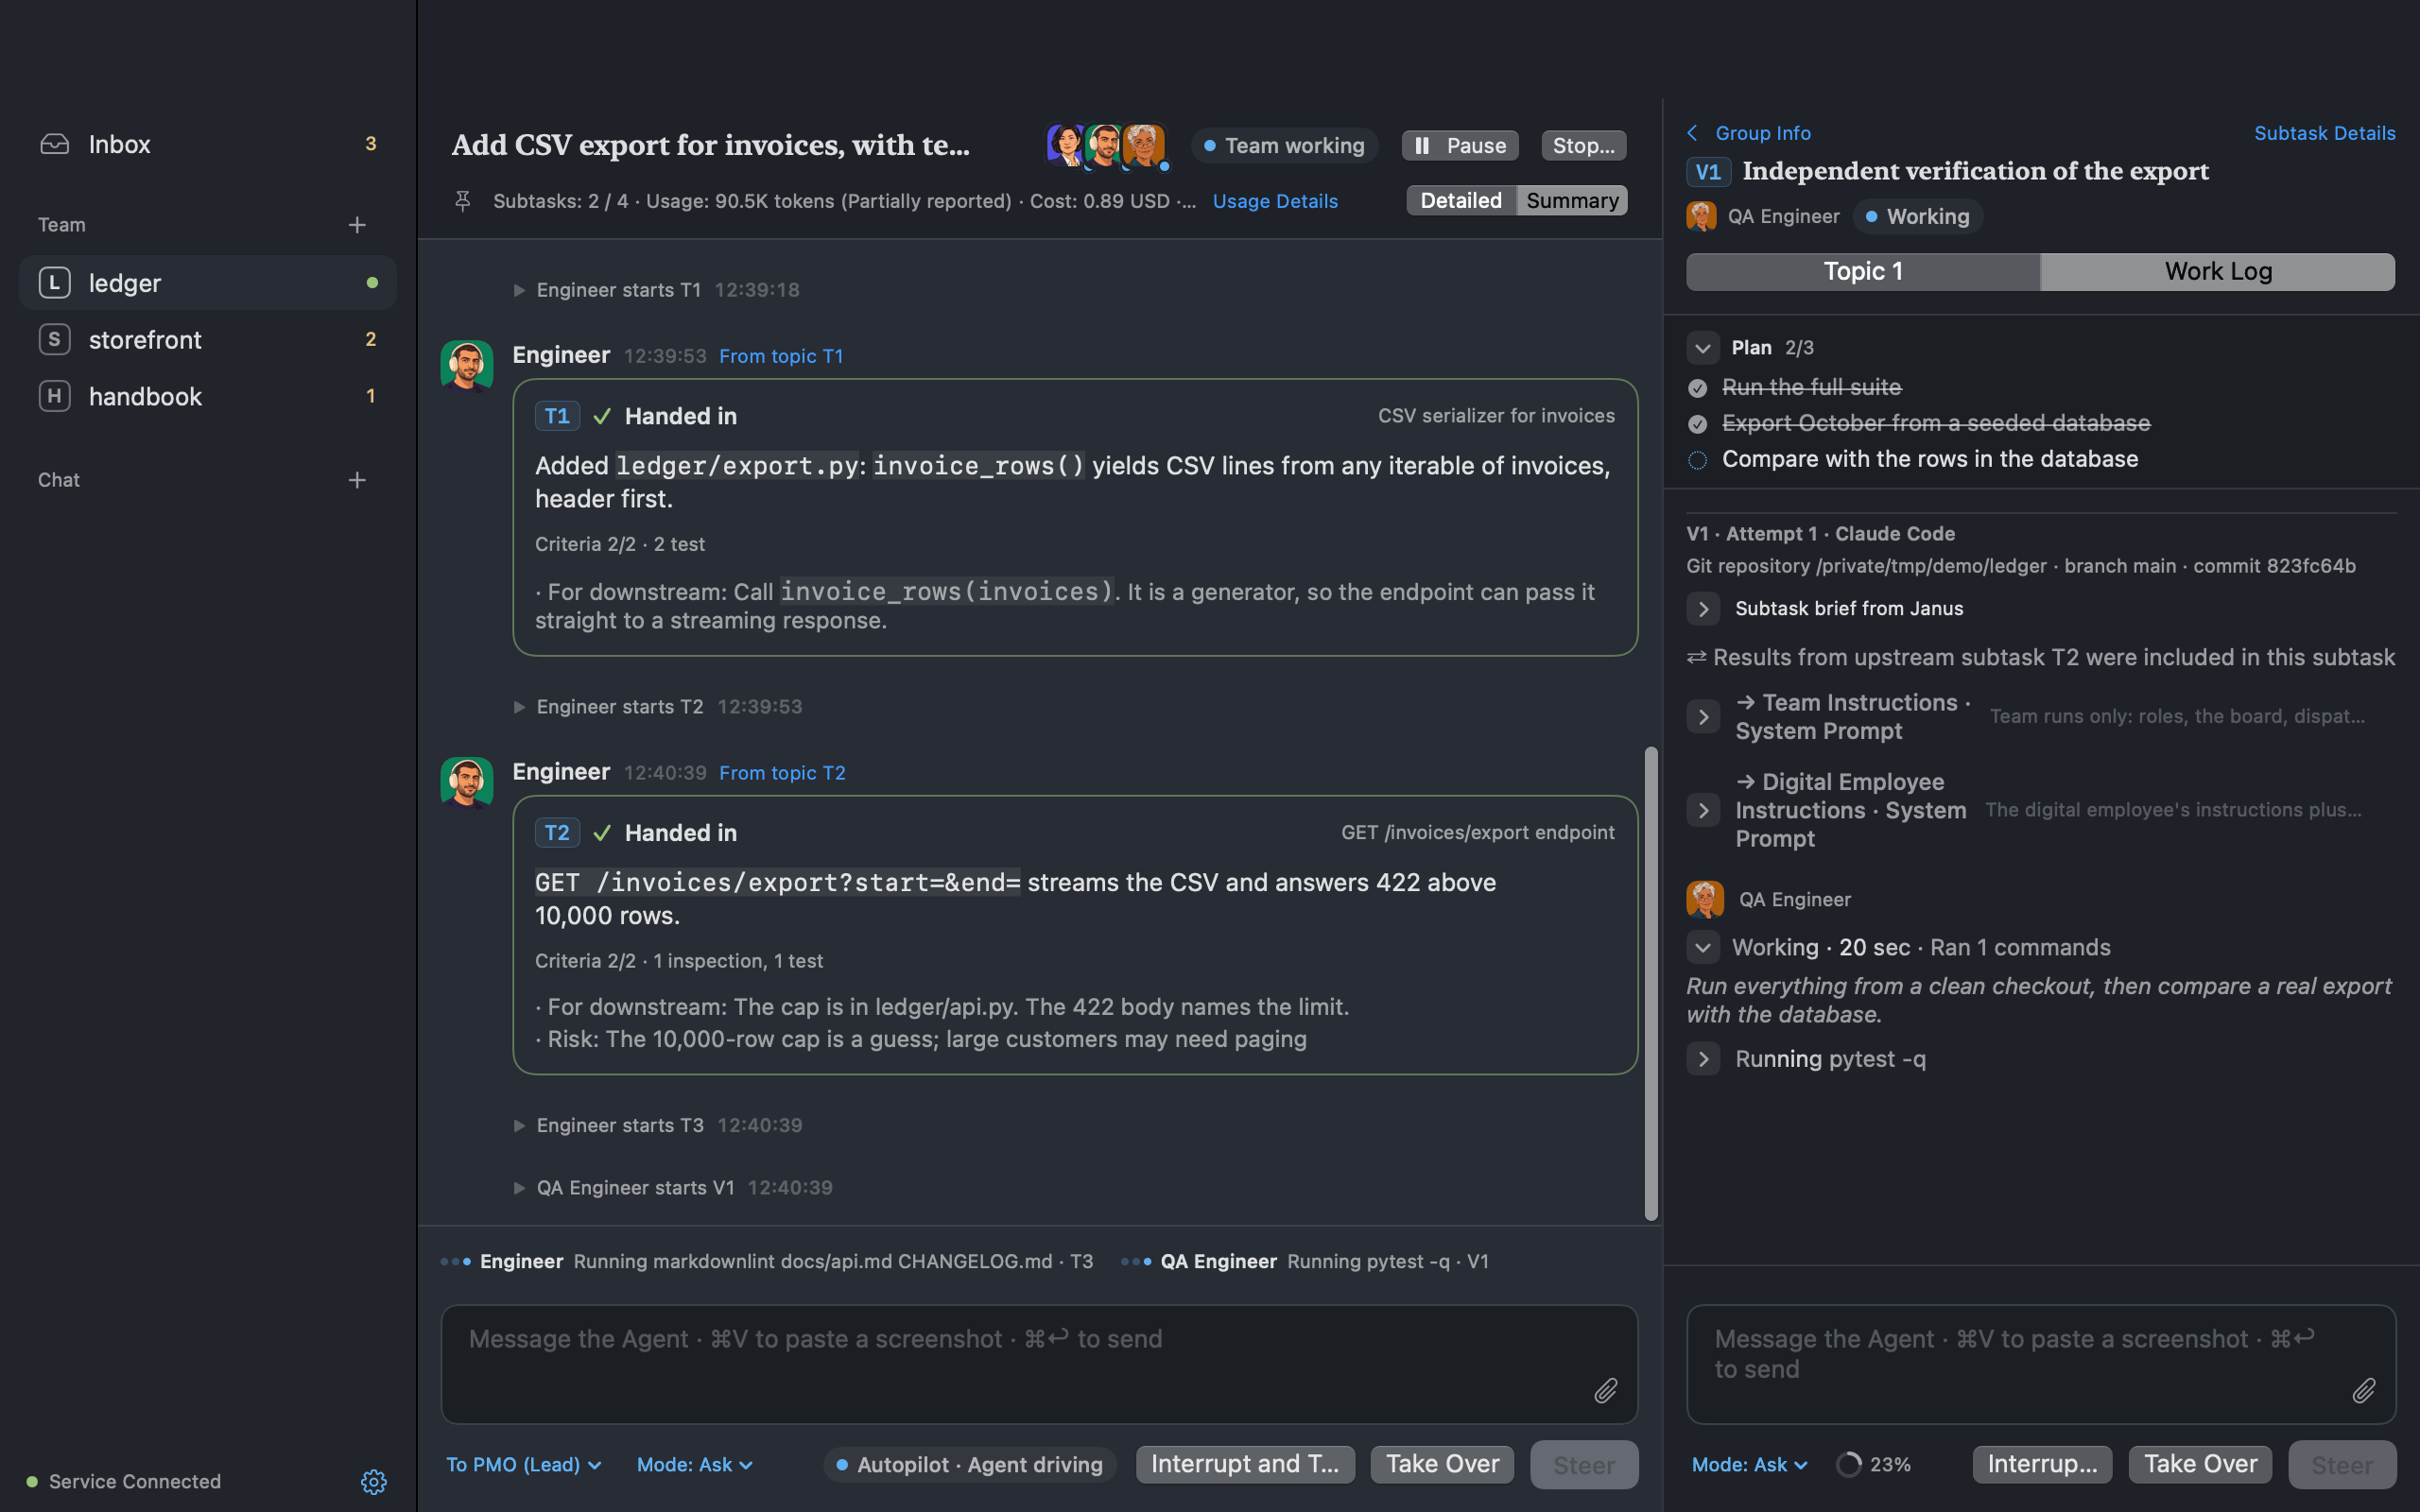 Inbox 3
Team
L ledger
S storefront 2
H handbook 1
Chat
Service Connected
Add CSV export for invoices, with te...
Team working
Pause
Stop...
Subtasks: 2 / 4 · Usage: 90.5K tokens (Partially reported) · Cost: 0.89 USD ·... Usage Details
Detailed Summary
Engineer starts T1 12:39:18
Engineer 12:39:53 From topic T1
T1 Handed in CSV serializer for invoices
Added ledger/export.py: invoice_rows() yields CSV lines from any iterable of invoices,
header first.
Criteria 2/2 · 2 test
· For downstream: Call invoice_rows(invoices). It is a generator, so the endpoint can pass it
straight to a streaming response.
Engineer starts T2 12:39:53
Engineer 12:40:39 From topic T2
T2 Handed in GET /invoices/export endpoint
GET /invoices/export?start=&end= streams the CSV and answers 422 above
10,000 rows.
Criteria 2/2 · 1 inspection, 1 test
· For downstream: The cap is in ledger/api.py. The 422 body names the limit.
· Risk: The 10,000-row cap is a guess; large customers may need paging
Engineer starts T3 12:40:39
QA Engineer starts V1 12:40:39
Engineer Running markdownlint docs/api.md CHANGELOG.md · T3 QA Engineer Running pytest -q · V1
Message the Agent · ⌘V to paste a screenshot · ⌘↩ to send
To PMO (Lead) Mode: Ask Autopilot · Agent driving Interrupt and T... Take Over Steer
Group Info Subtask Details
V1 Independent verification of the export
QA Engineer Working
Topic 1 Work Log
Plan 2/3
Run the full suite
Export October from a seeded database
Compare with the rows in the database
V1 · Attempt 1 · Claude Code
Git repository /private/tmp/demo/ledger · branch main · commit 823fc64b
Subtask brief from Janus
⇄ Results from upstream subtask T2 were included in this subtask
→ Team Instructions ·
System Prompt
Team runs only: roles, the board, dispat...
→ Digital Employee
Instructions · System
Prompt
The digital employee's instructions plus...
QA Engineer
Working · 20 sec · Ran 1 commands
Run everything from a clean checkout, then compare a real export
with the database.
Running pytest -q
Message the Agent · ⌘V to paste a screenshot · ⌘↩
to send
Mode: Ask 23% Interrup... Take Over Steer